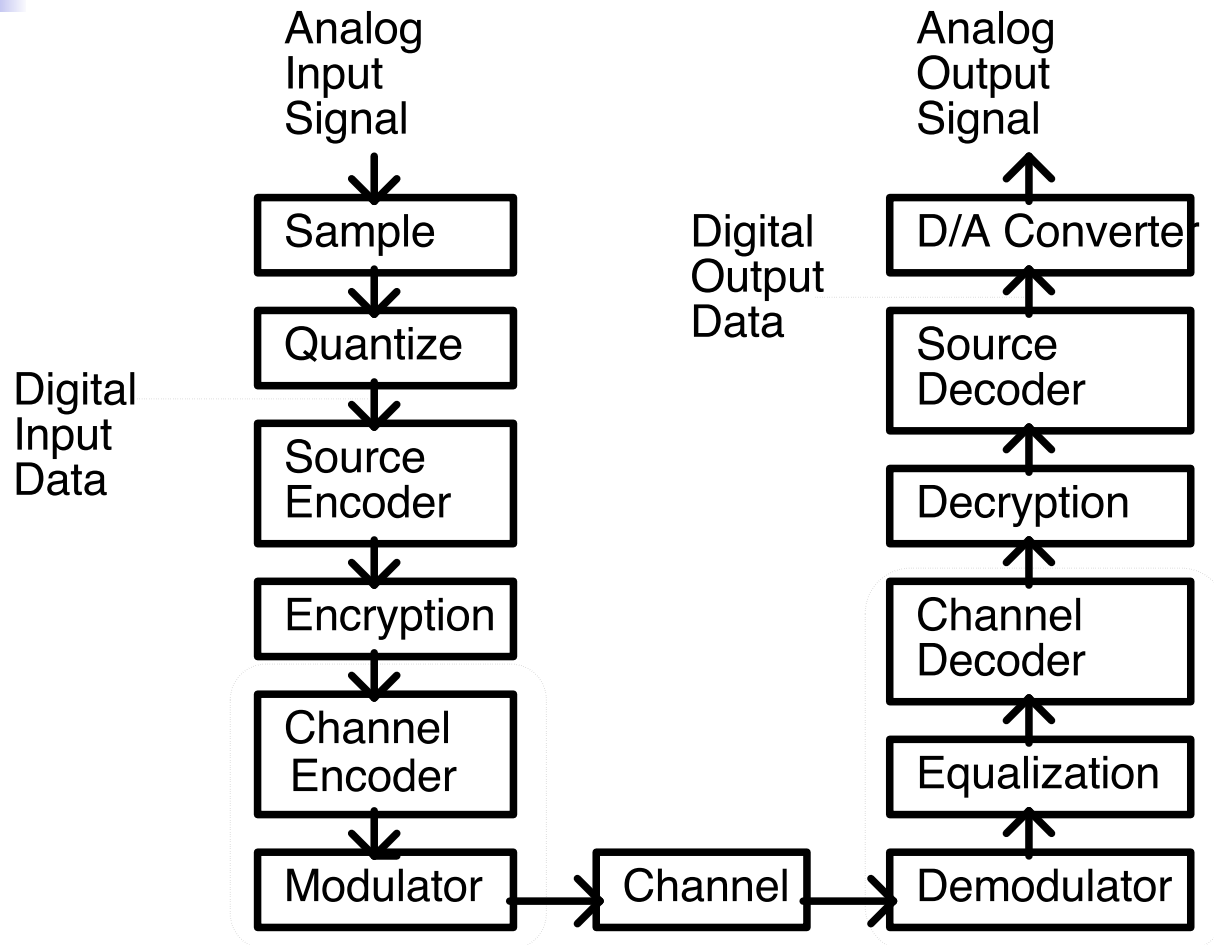 Analog
Input
Signal
Sample
Quantize
Digital
Input
Data
Source
Encoder
Encryption
Channel
Encoder
Modulator
Channel
Demodulator
Equalization
Channel
Decoder
Decryption
Source
Decoder
Digital
Output
Data
D/A Converter
Analog
Output
Signal